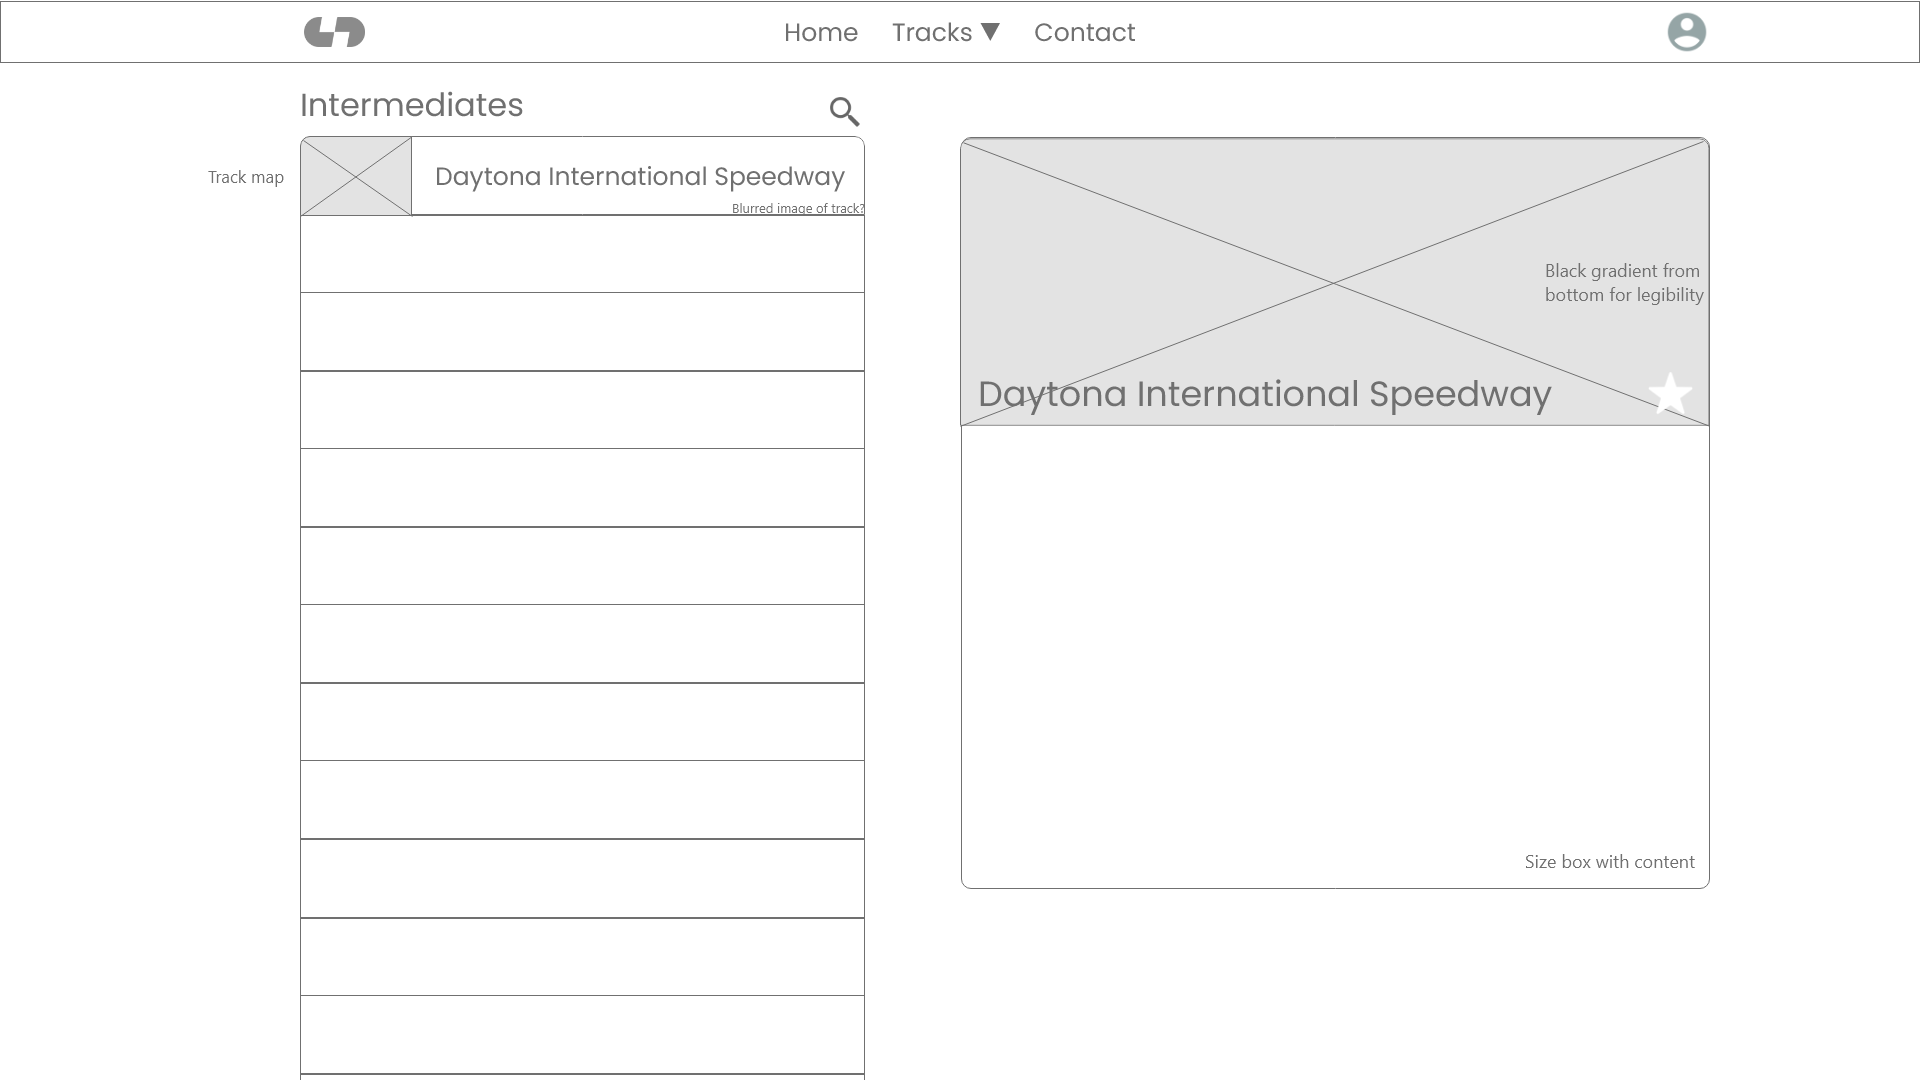 Home Tracks ▼ Contact
Intermediates
Track map
Daytona International Speedway
Blurred image of track?
Black gradient from
bottom for legibility
Daytona International Speedway
Size box with content